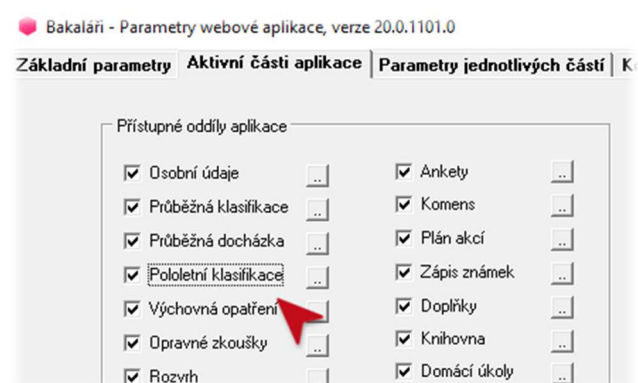 Bakaláři - Parametry webové aplikace, verze 20.0.1101.0
Základní parametry Aktivní části aplikace Parametry jednotlivých částí
Přístupné oddíly aplikace
Osobní údaje .. Ankety ..
Průběžná klasifikace .. Komens ..
Průběžná docházka .. Plán akcí ..
Pololetní klasifikace .. Zápis známek ..
Výchovná opatření Doplňky ..
Opravné zkoušky .. Knihovna ..
Rozvrh Domácí úkoly ..